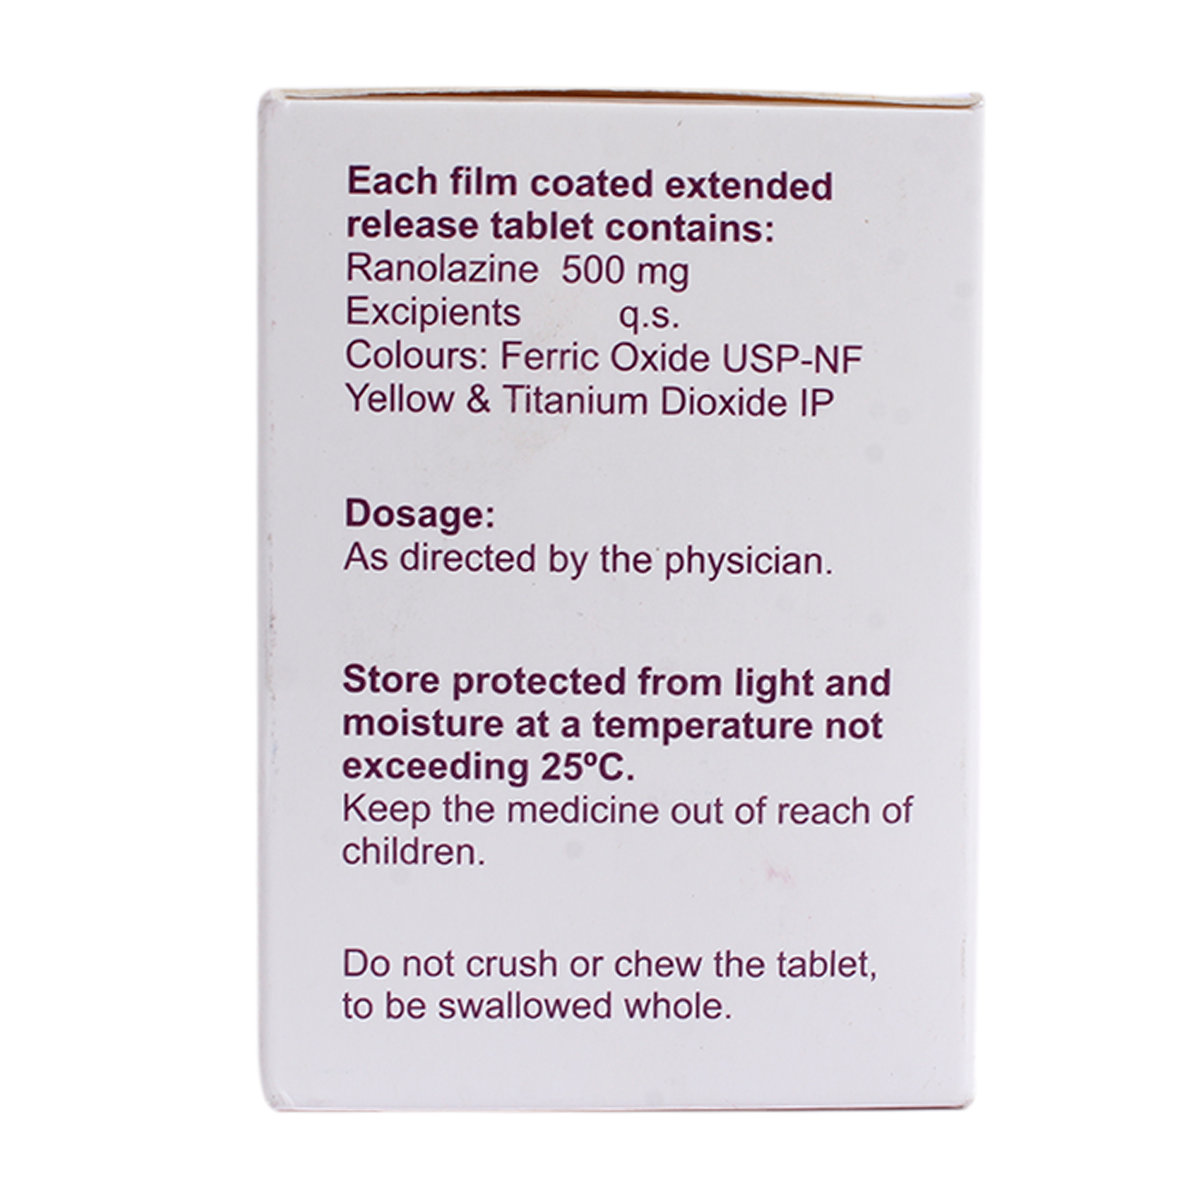 Each film coated extended
release tablet contains:
Ranolazine 500 mg
Excipients q.s.
Colours: Ferric Oxide USP-NF
Yellow & Titanium Dioxide IP
Dosage:
As directed by the physician.
Store protected from light and
moisture at a temperature not
exceeding 25ºC.
Keep the medicine out of reach of
children.
Do not crush or chew the tablet,
to be swallowed whole.